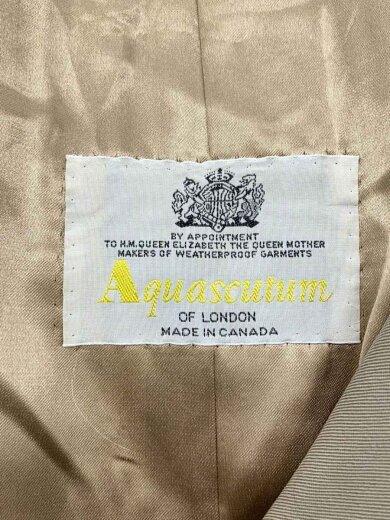 BY APPOINTMENT
TO H.M.QUEEN ELIZABETH THE QUEEN MOTHER
MAKERS OF WEATHERPROOF GARMENTS
Aquascutum
OF LONDON
MADE IN CANADA